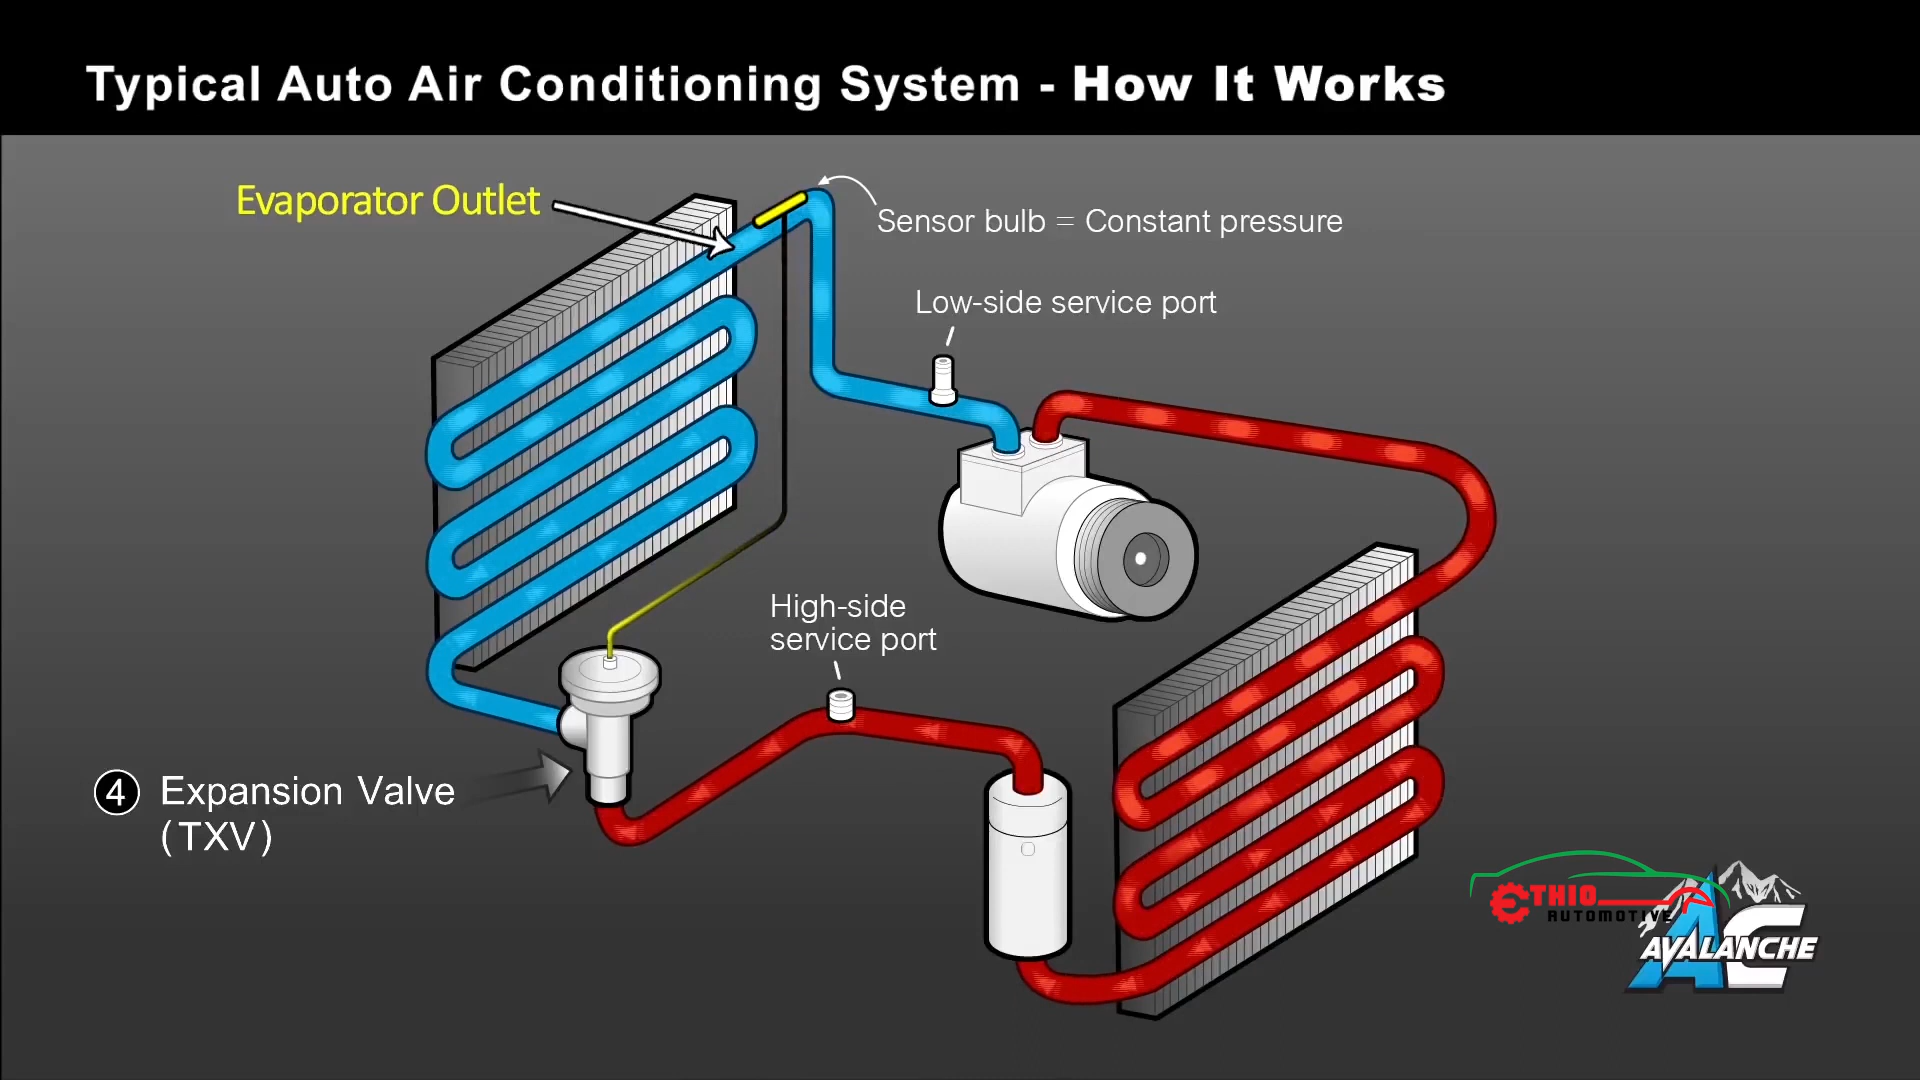 Typical Auto Air Conditioning System - How It Works
Evaporator Outlet
Sensor bulb = Constant pressure
Low-side service port
High-side
service port
4 Expansion Valve
(TXV)
ETHIO
AUTOMOTIVE
AC
AVALANCHE